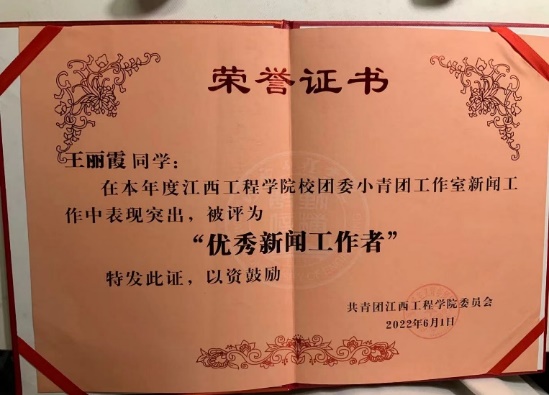 荣誉证书
王丽霞同学：
在本年度江西工程学院校团委小青团工作室新闻工
作中表现突出，被评为
“优秀新闻工作者”
特发此证，以资鼓励
共青团江西工程学院委员会
2022年6月1日